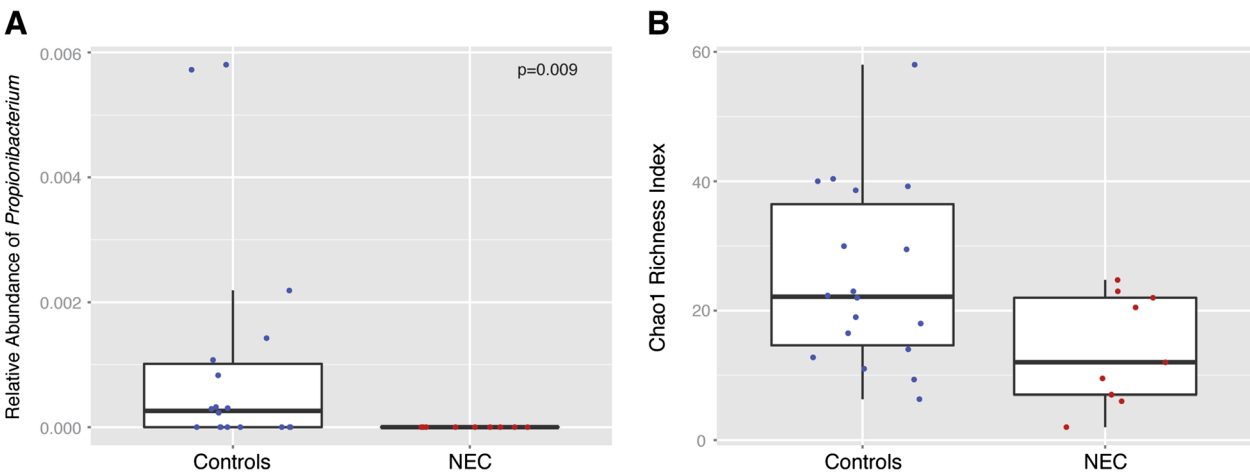 A
Relative Abundance of Propionibacterium
0.006
0.004
0.002
0.000
p=0.009
Controls
NEC
B
Chao1 Richness Index
60
40
20
0
Controls
NEC